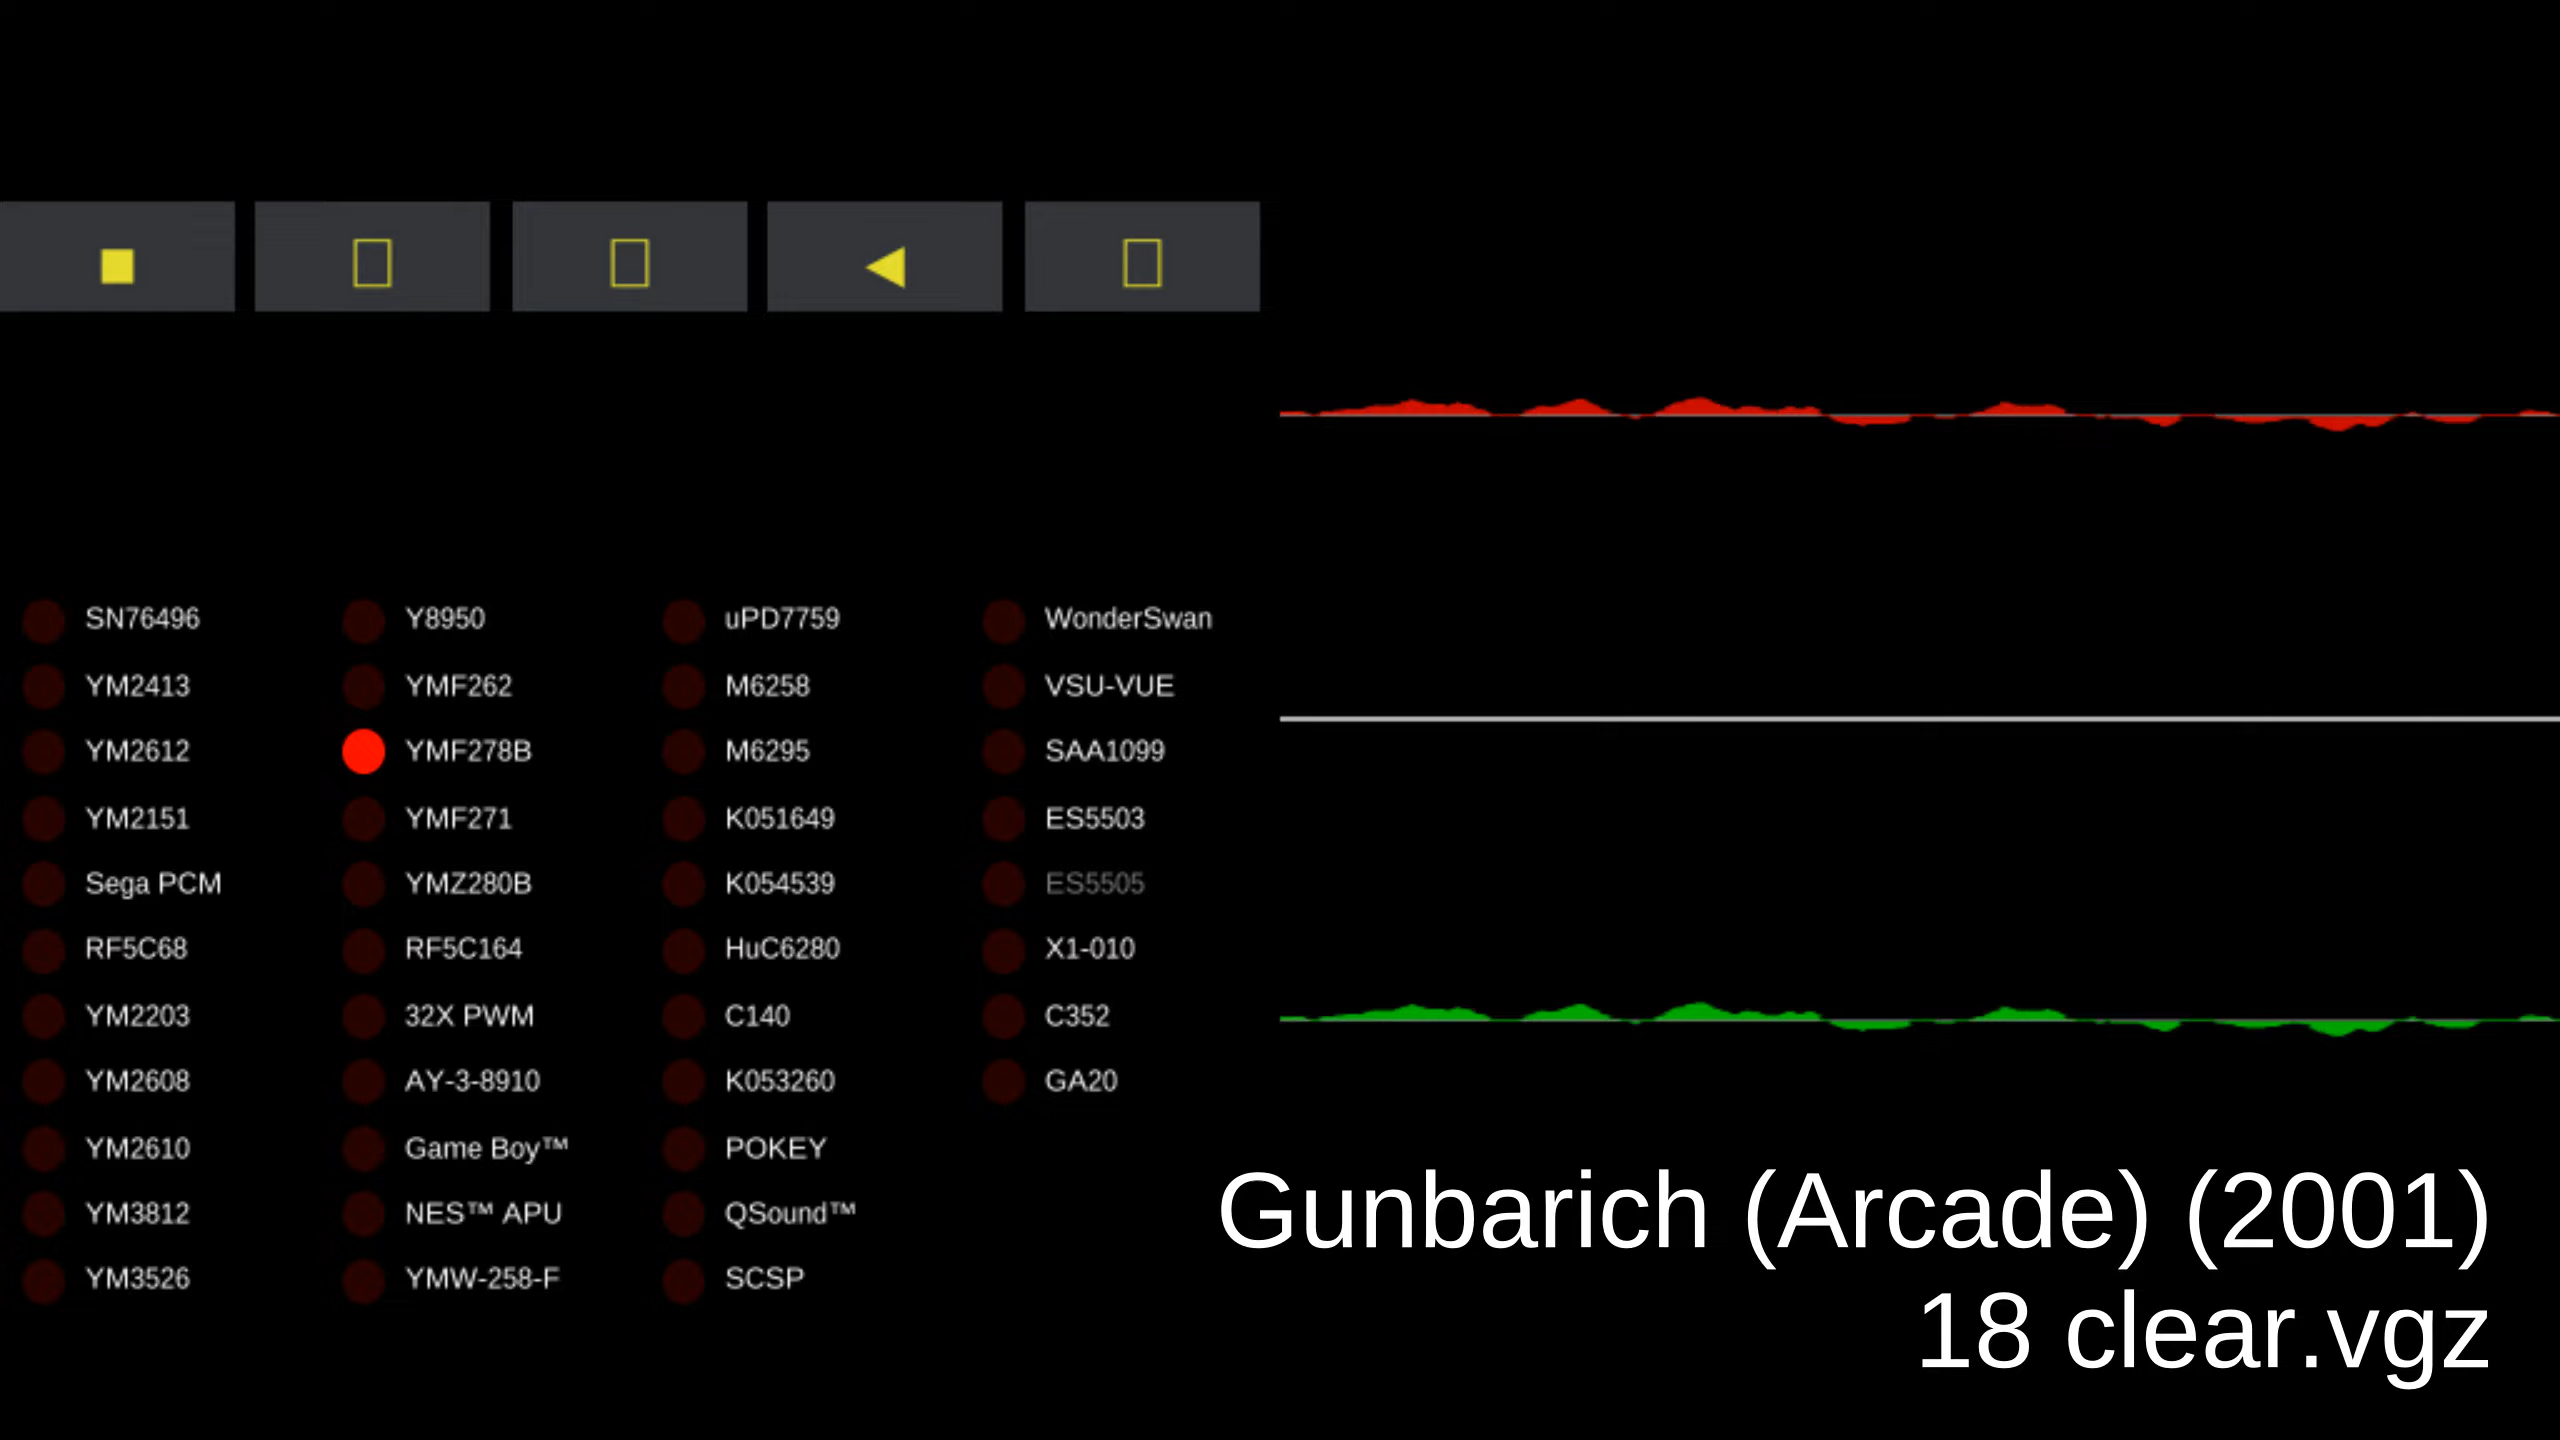 SN76496
YM2413
YM2612
YM2151
Sega PCM
RF5C68
YM2203
YM2608
YM2610
YM3812
YM3526
Y8950
YMF262
YMF278B
YMF271
YMZ280B
RF5C164
32X PWM
AY-3-8910
Game Boy™
NES™ APU
YMW-258-F
uPD7759
M6258
M6295
K051649
K054539
HuC6280
C140
K053260
POKEY
QSound™
SCSP
WonderSwan
VSU-VUE
SAA1099
ES5503
ES5505
X1-010
C352
GA20
Gunbarich (Arcade) (2001)
18 clear.vgz